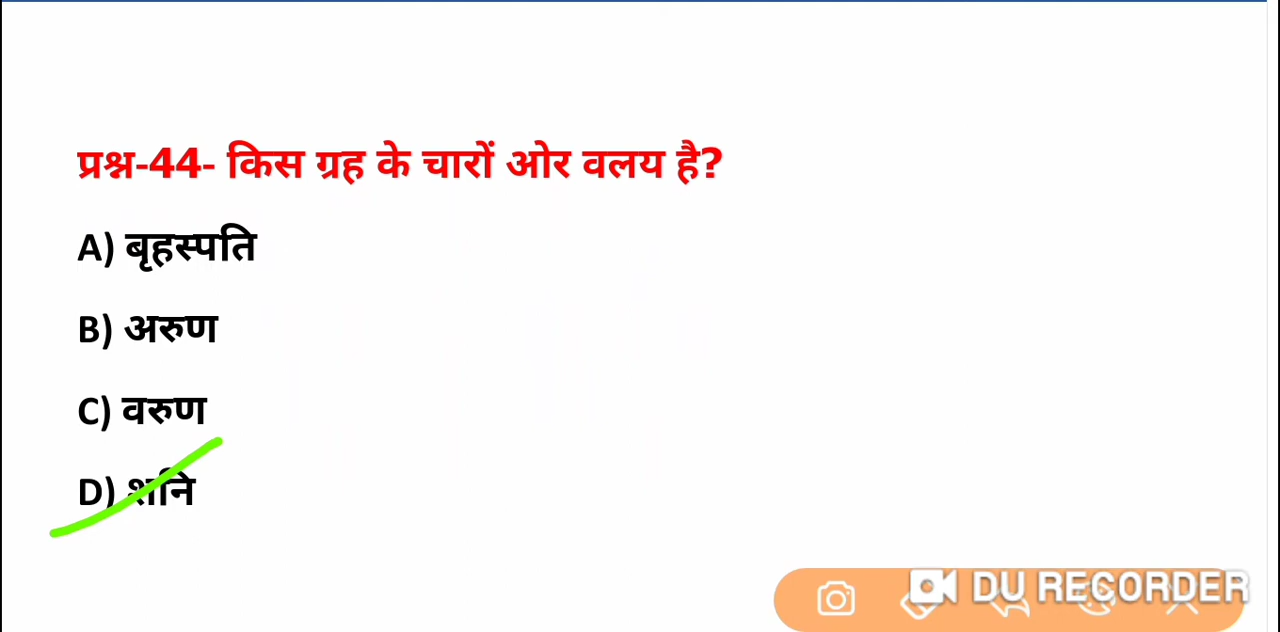 प्रश्न-44- किस ग्रह के चारों ओर वलय है?
A) बृहस्पति
B) अरुण
C) वरुण
D) शनि
DU RECORDER